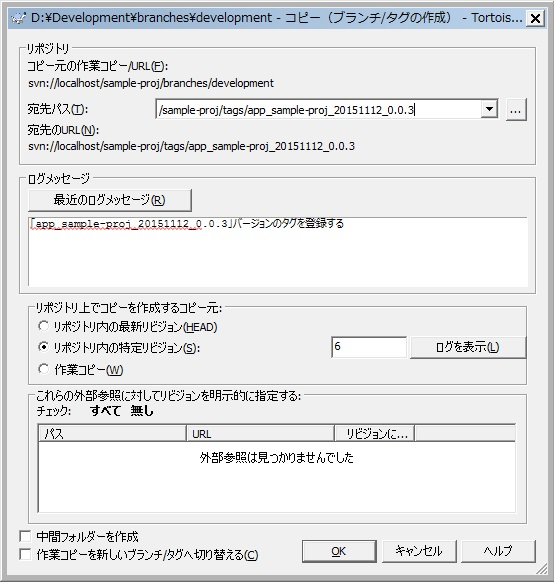 D:¥Development¥branches¥development - コピー（ブランチ/タグの作成） - Tortois...
リポジトリ
コピー元の作業コピー/URL(F):
svn://localhost/sample-proj/branches/development
宛先パス(T):
/sample-proj/tags/app_sample-proj_20151112_0.0.3
...
宛先のURL(N):
svn://localhost/sample-proj/tags/app_sample-proj_20151112_0.0.3
ログメッセージ
最近のログメッセージ(R)
「app_sample-proj_20151112_0.0.3」バージョンのタグを登録する
リポジトリ上でコピーを作成するコピー元:
リポジトリ内の最新リビジョン(HEAD)
リポジトリ内の特定リビジョン(S):
6
ログを表示(L)
作業コピー(W)
これらの外部参照に対してリビジョンを明示的に指定する:
チェック: すべて 無し
パス URL リビジョンに...
外部参照は見つかりませんでした
中間フォルダーを作成
作業コピーを新しいブランチ/タグへ切り替える(C)
OK キャンセル ヘルプ